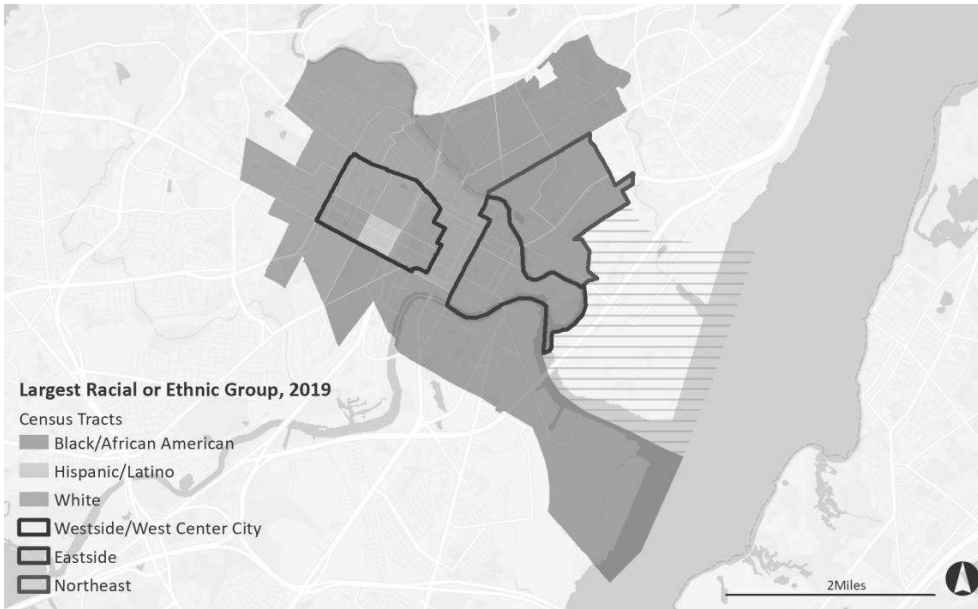 Largest Racial or Ethnic Group, 2019
Census Tracts
Black/African American
Hispanic/Latino
White
Westside/West Center City
Eastside
Northeast
2Miles